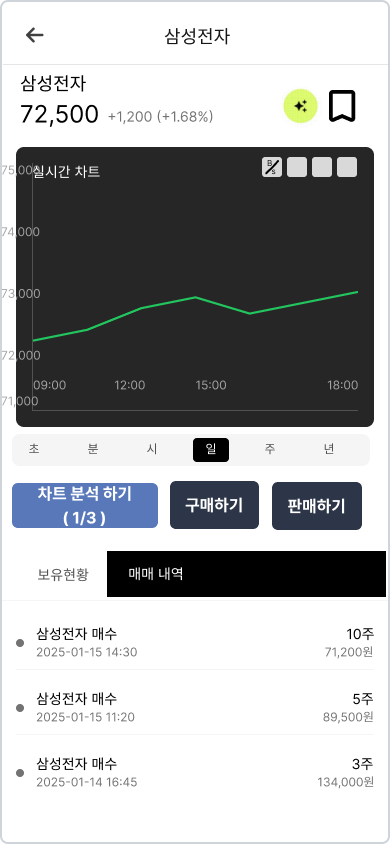 삼성전자
삼성전자
72,500 +1,200 (+1.68%)
75,000
실시간 차트
B/S
74,000
73,000
72,000
09:00 12:00 15:00 18:00
71,000
초 분 시 일 주 년
차트 분석 하기
( 1/3 )
구매하기
판매하기
보유현황
매매 내역
삼성전자 매수 10주
2025-01-15 14:30 71,200원
삼성전자 매수 5주
2025-01-15 11:20 89,500원
삼성전자 매수 3주
2025-01-14 16:45 134,000원